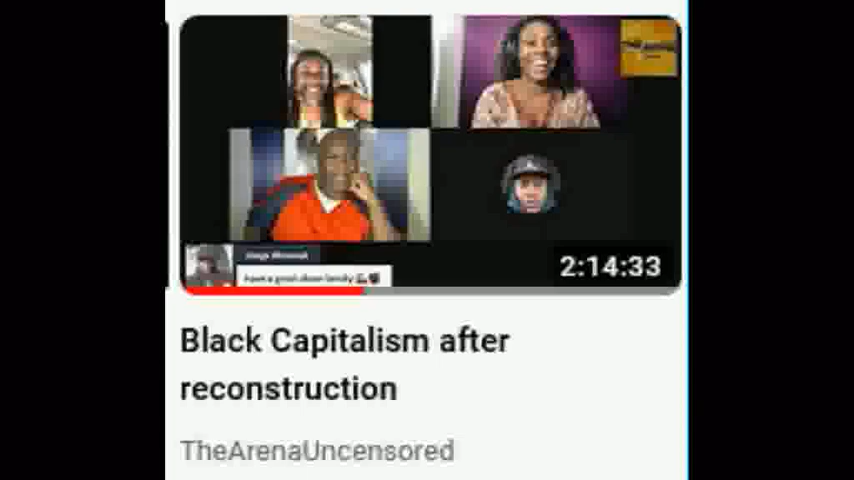 2:14:33
Black Capitalism after
reconstruction
TheArenaUncensored